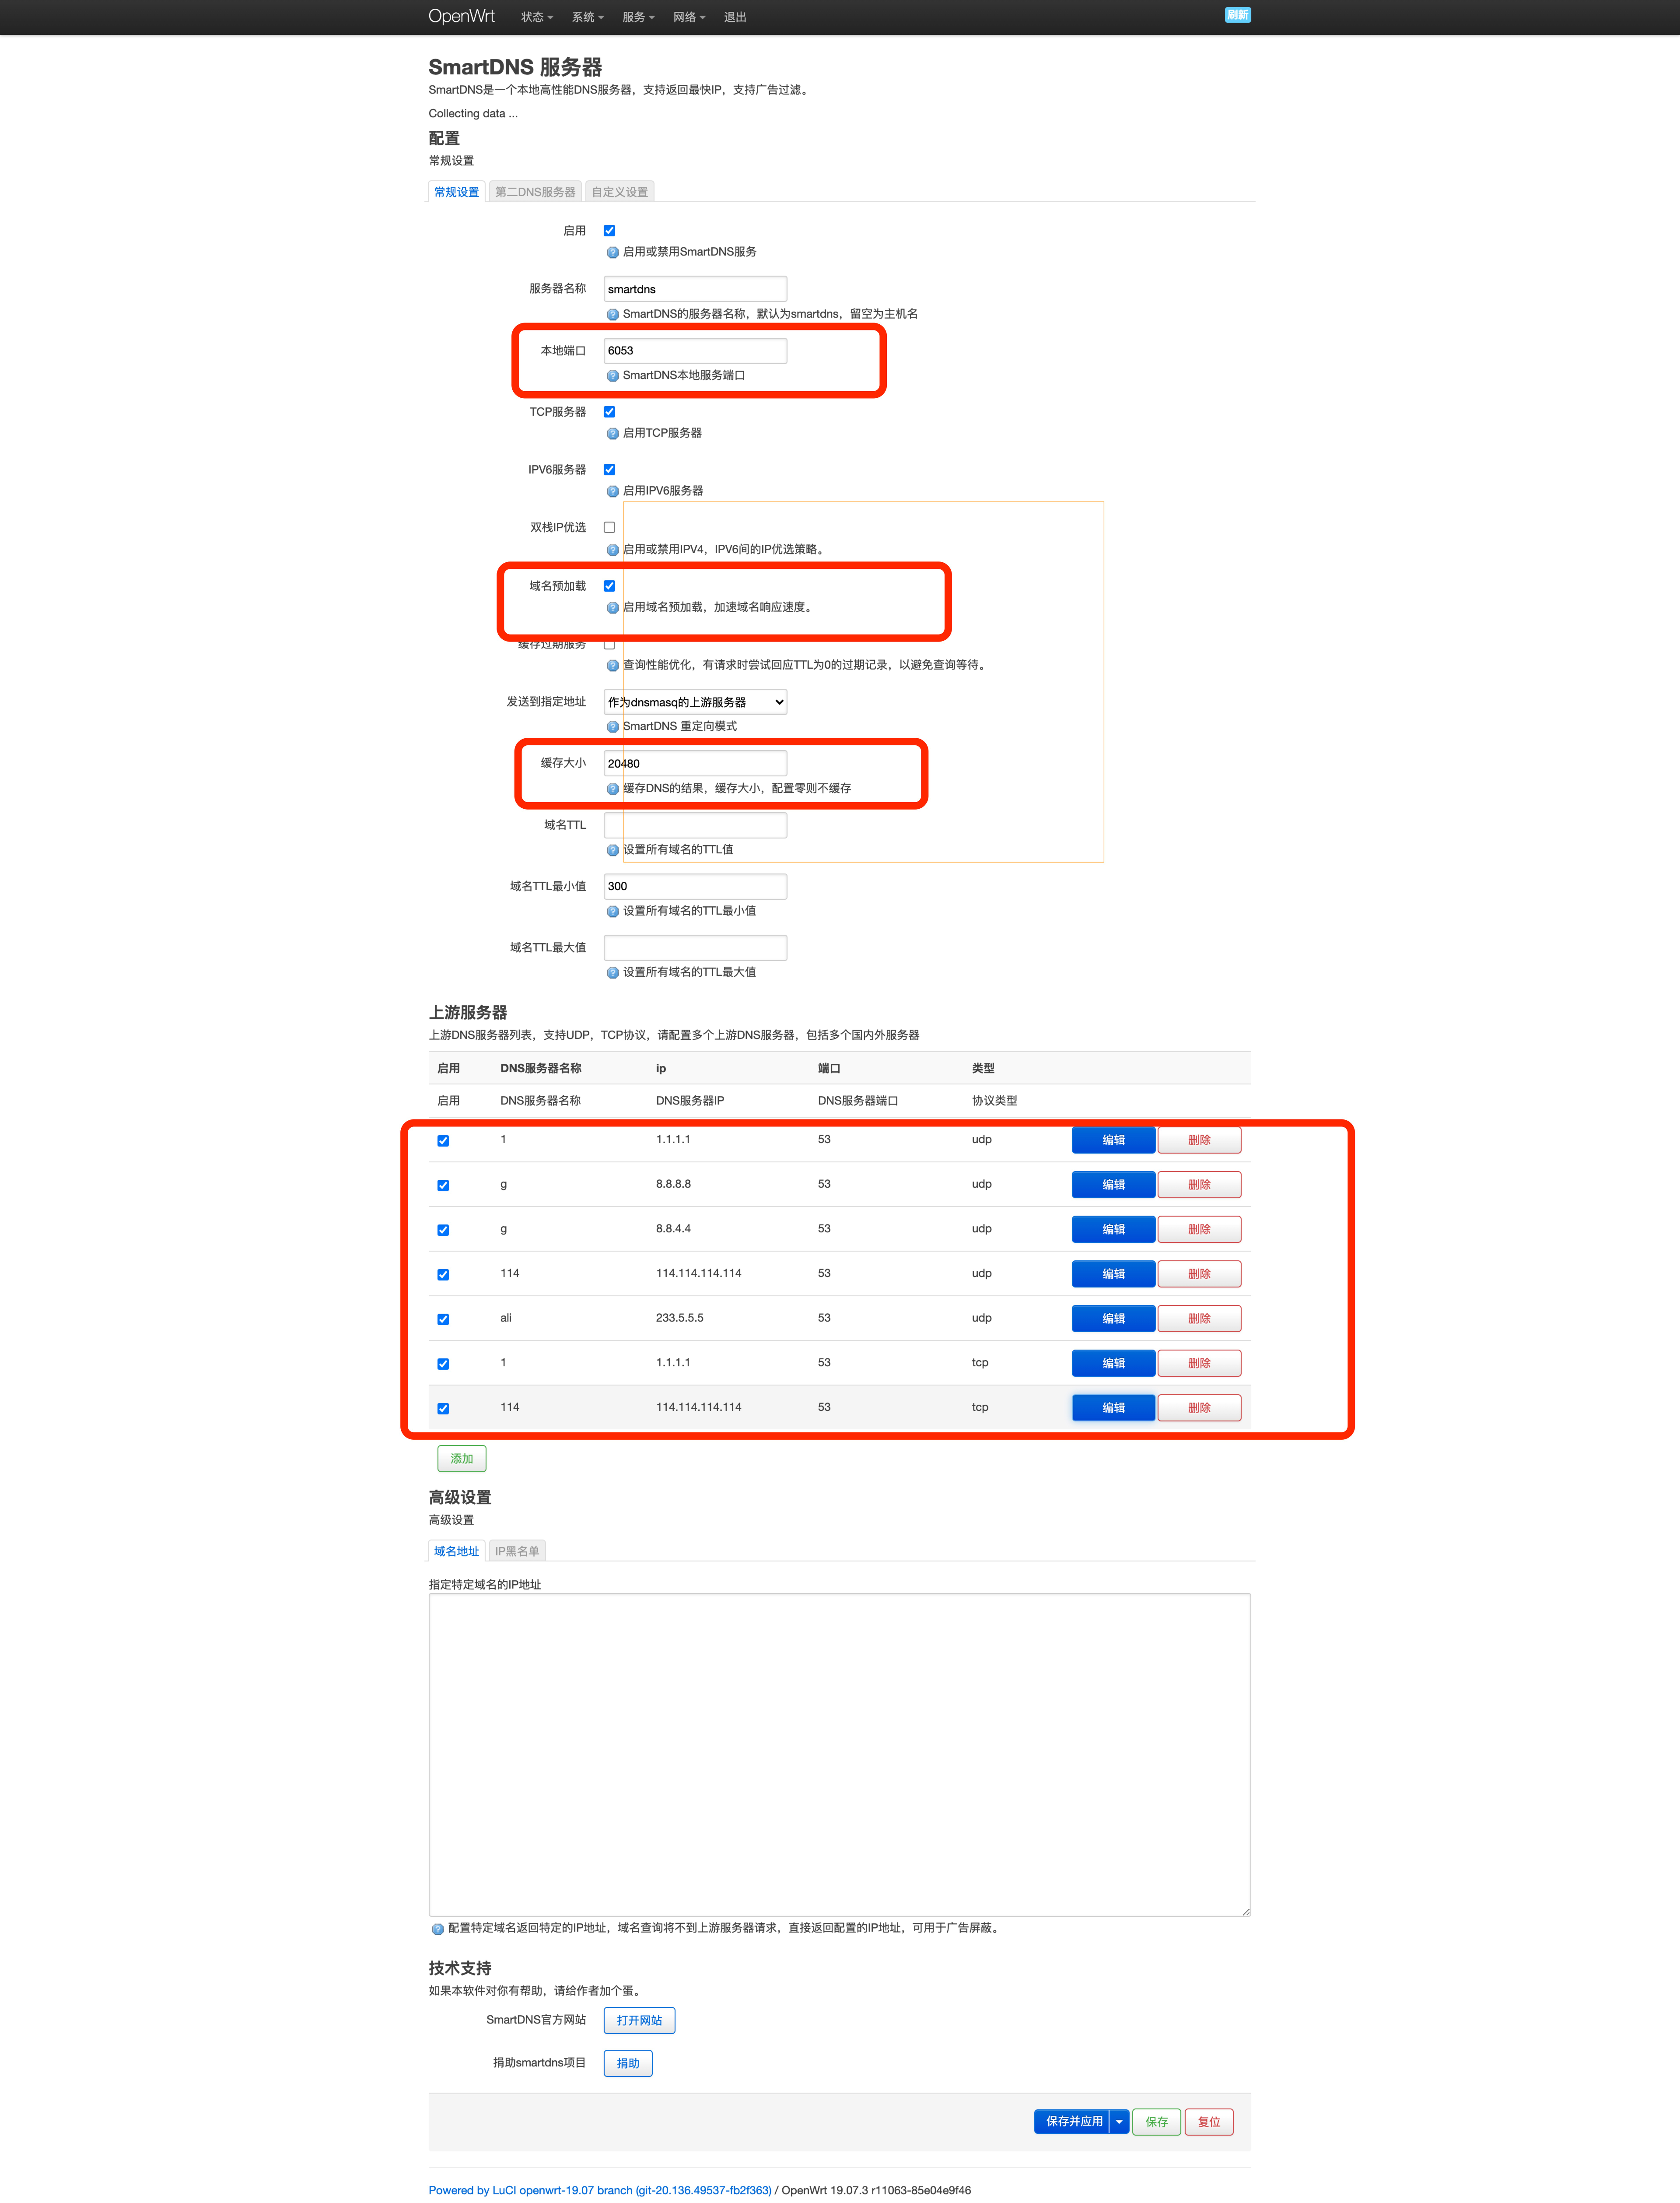 OpenWrt 状态 系统 服务 网络 退出 刷新
SmartDNS 服务器
SmartDNS是一个本地高性能DNS服务器，支持返回最快IP，支持广告过滤。
Collecting data ...
配置
常规设置
常规设置 第二DNS服务器 自定义设置
启用
启用或禁用SmartDNS服务
服务器名称 smartdns
SmartDNS的服务器名称，默认为smartdns，留空为主机名
本地端口 6053
SmartDNS本地服务端口
TCP服务器
启用TCP服务器
IPV6服务器
启用IPV6服务器
双栈IP优选
启用或禁用IPV4，IPV6间的IP优选策略。
域名预加载
启用域名预加载，加速域名响应速度。
缓存过期服务
查询性能优化，有请求时尝试回应TTL为0的过期记录，以避免查询等待。
发送到指定地址 作为dnsmasq的上游服务器
SmartDNS 重定向模式
缓存大小 20480
缓存DNS的结果，缓存大小，配置零则不缓存
域名TTL
设置所有域名的TTL值
域名TTL最小值 300
设置所有域名的TTL最小值
域名TTL最大值
设置所有域名的TTL最大值
上游服务器
上游DNS服务器列表，支持UDP，TCP协议，请配置多个上游DNS服务器，包括多个国内外服务器
启用 DNS服务器名称 ip 端口 类型
启用 DNS服务器名称 DNS服务器IP DNS服务器端口 协议类型
1 1.1.1.1 53 udp 编辑 删除
g 8.8.8.8 53 udp 编辑 删除
g 8.8.4.4 53 udp 编辑 删除
114 114.114.114.114 53 udp 编辑 删除
ali 233.5.5.5 53 udp 编辑 删除
1 1.1.1.1 53 tcp 编辑 删除
114 114.114.114.114 53 tcp 编辑 删除
添加
高级设置
高级设置
域名地址 IP黑名单
指定特定域名的IP地址
配置特定域名返回特定的IP地址，域名查询将不到上游服务器请求，直接返回配置的IP地址，可用于广告屏蔽。
技术支持
如果本软件对你有帮助，请给作者加个蛋。
SmartDNS官方网站 打开网站
捐助smartdns项目 捐助
保存并应用 保存 复位
Powered by LuCI openwrt-19.07 branch (git-20.136.49537-fb2f363) / OpenWrt 19.07.3 r11063-85e04e9f46